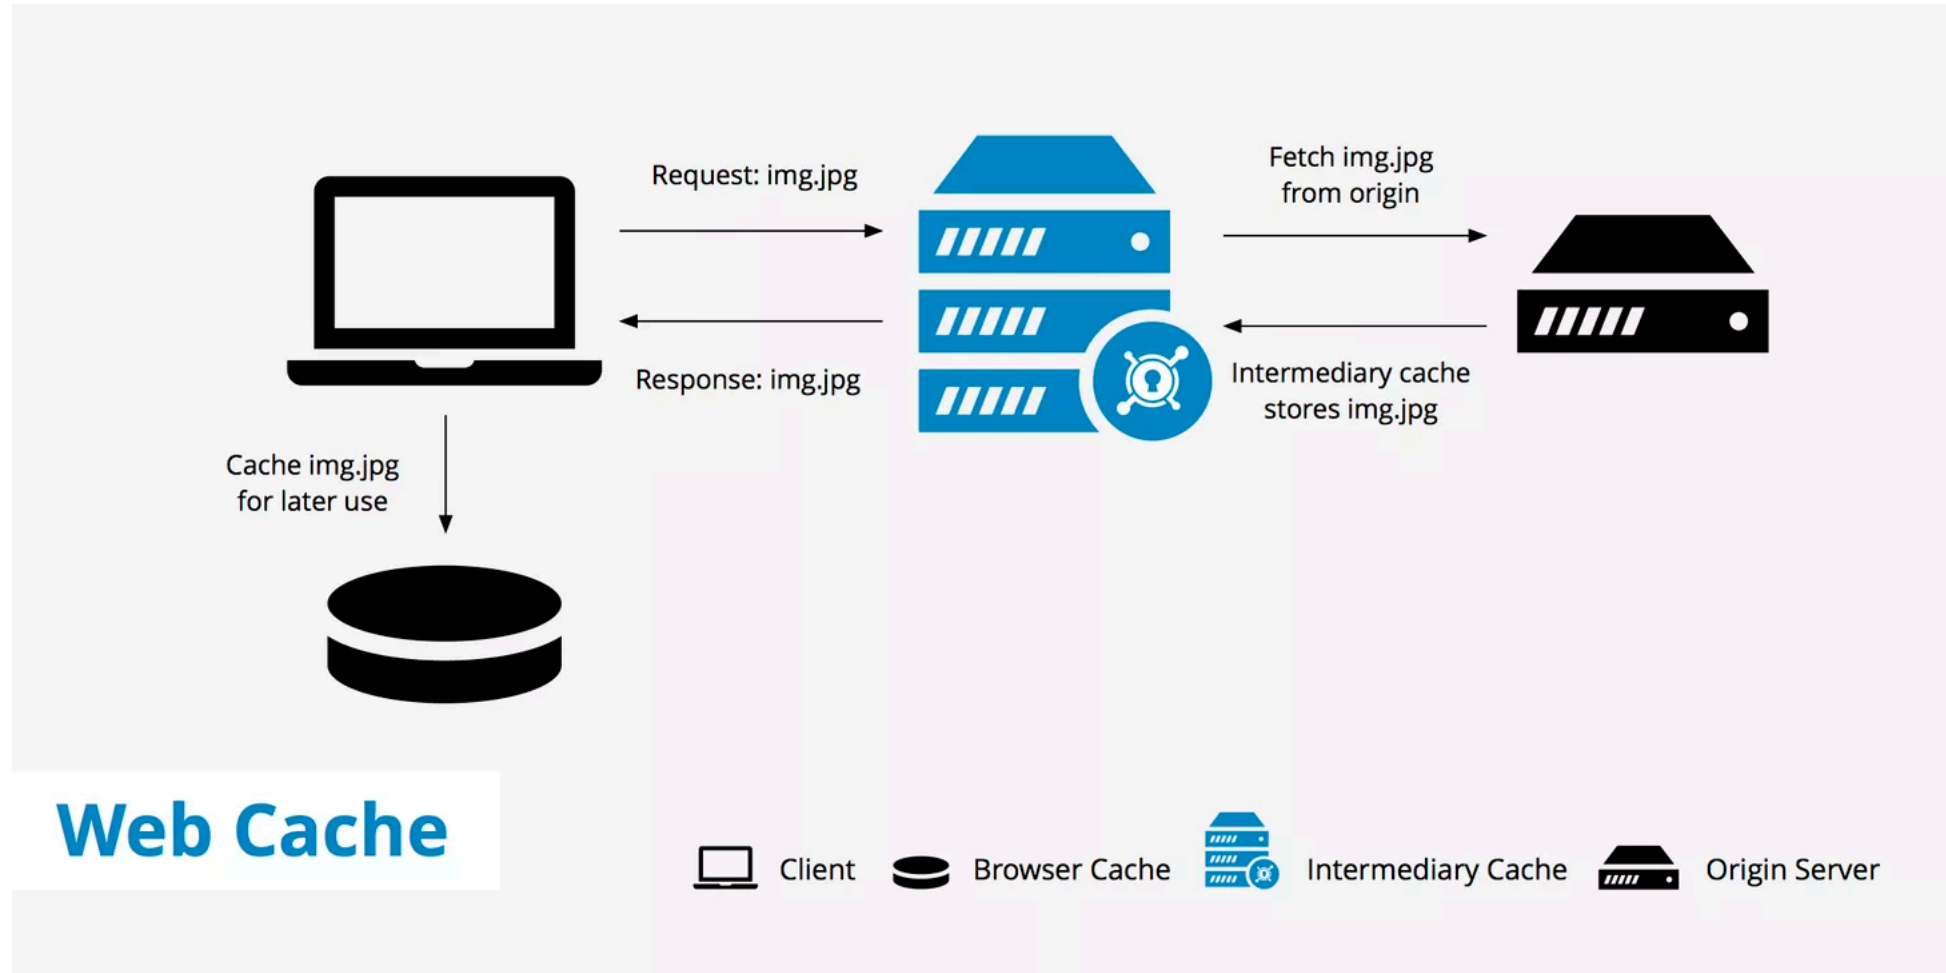 Request: img.jpg
Response: img.jpg
Fetch img.jpg
from origin
Intermediary cache
stores img.jpg
Cache img.jpg
for later use
Web Cache
Client
Browser Cache
Intermediary Cache
Origin Server